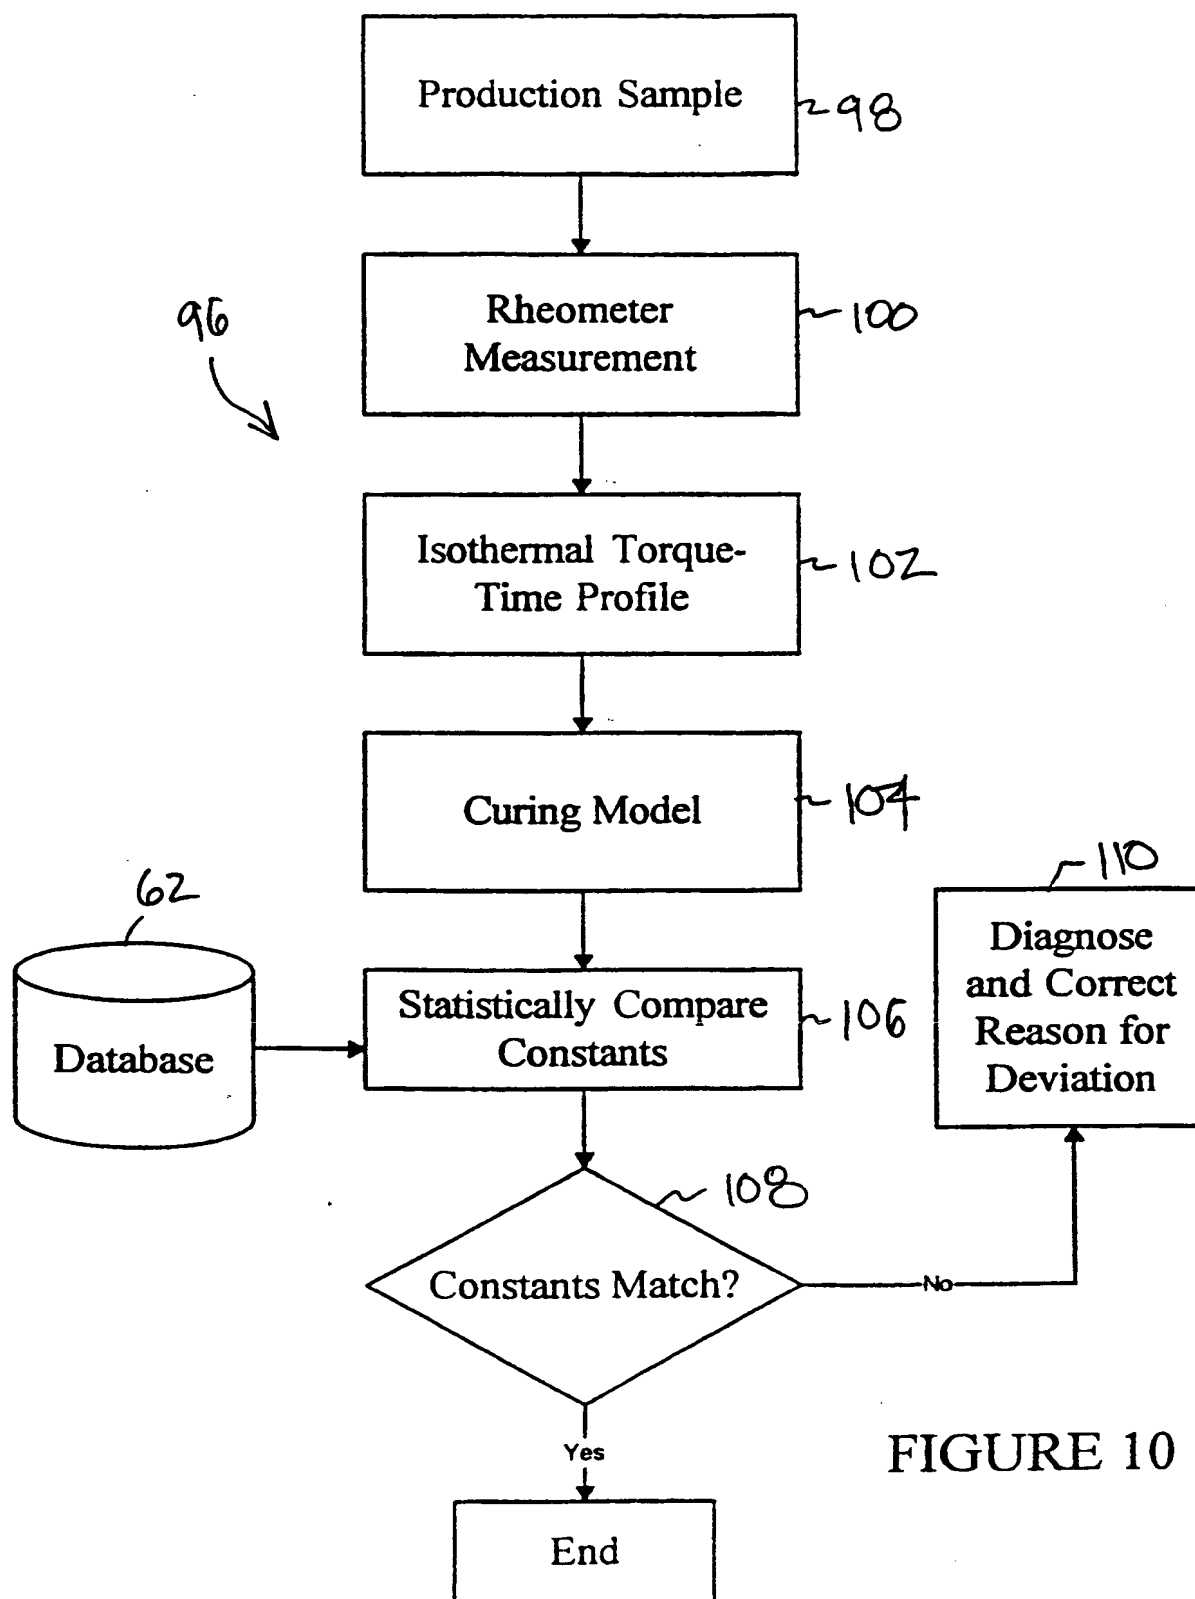 Production Sample
98
Rheometer
Measurement
100
96
Isothermal Torque-
Time Profile
102
Curing Model
104
110
62
Diagnose
and Correct
Reason for
Deviation
Statistically Compare
Constants
106
Database
108
Constants Match?
No
Yes
FIGURE 10
End